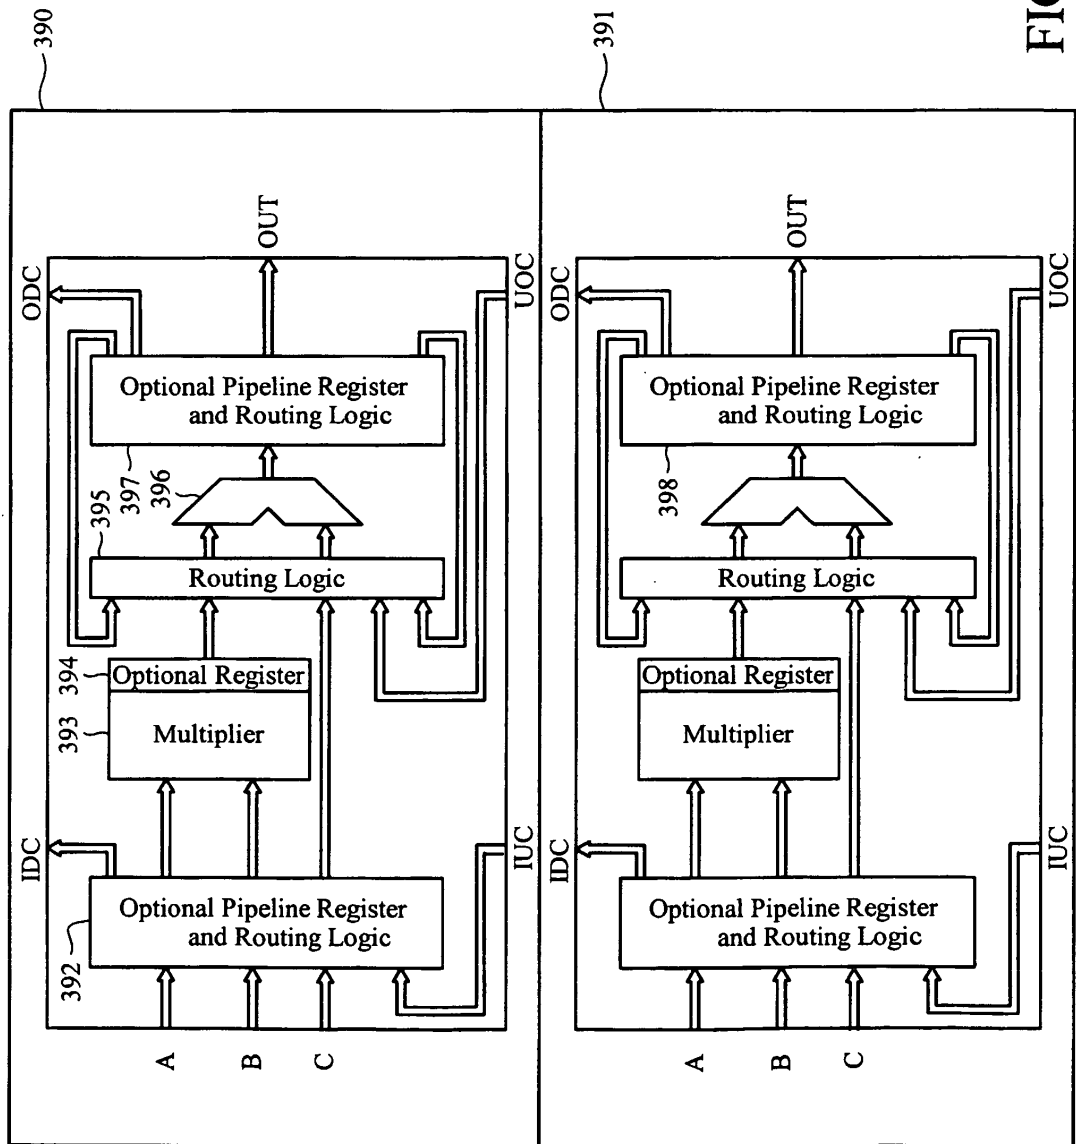 390
ODC
OUT
UOC
Optional Pipeline Register
and Routing Logic
397
396
395
Routing Logic
394
Optional Register
393
Multiplier
IDC
IUC
392
Optional Pipeline Register
and Routing Logic
A
B
C
391
ODC
OUT
UOC
Optional Pipeline Register
and Routing Logic
398
Routing Logic
Optional Register
Multiplier
IDC
IUC
Optional Pipeline Register
and Routing Logic
A
B
C